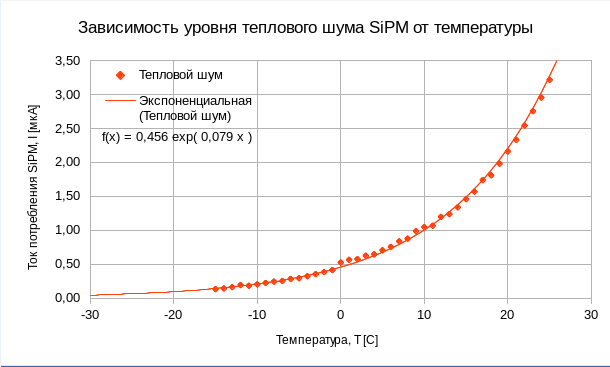 Зависимость уровня теплового шума SiPM от температуры
Ток потребления SiPM, I [мкА]
3,50
3,00
2,50
2,00
1,50
1,00
0,50
0,00
Тепловой шум
Экспоненциальная
(Тепловой шум)
f(x) = 0,456 exp( 0,079 x )
-30 -20 -10 0 10 20 30
Температура, T [C]